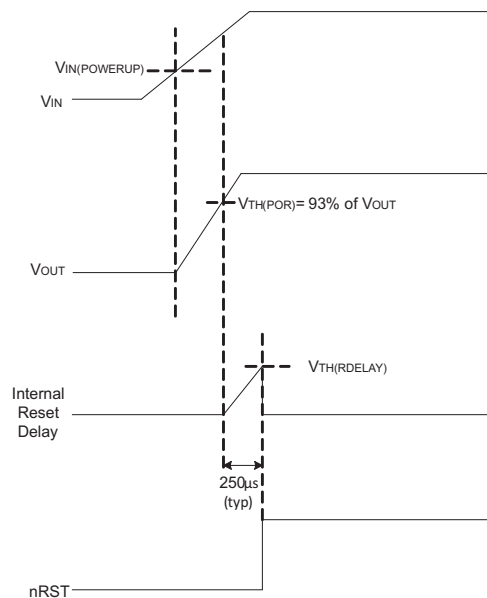 VIN(POWERUP)
VIN
VTH(POR)= 93% of VOUT
VOUT
VTH(RDELAY)
Internal
Reset
Delay
250µs
(typ)
nRST